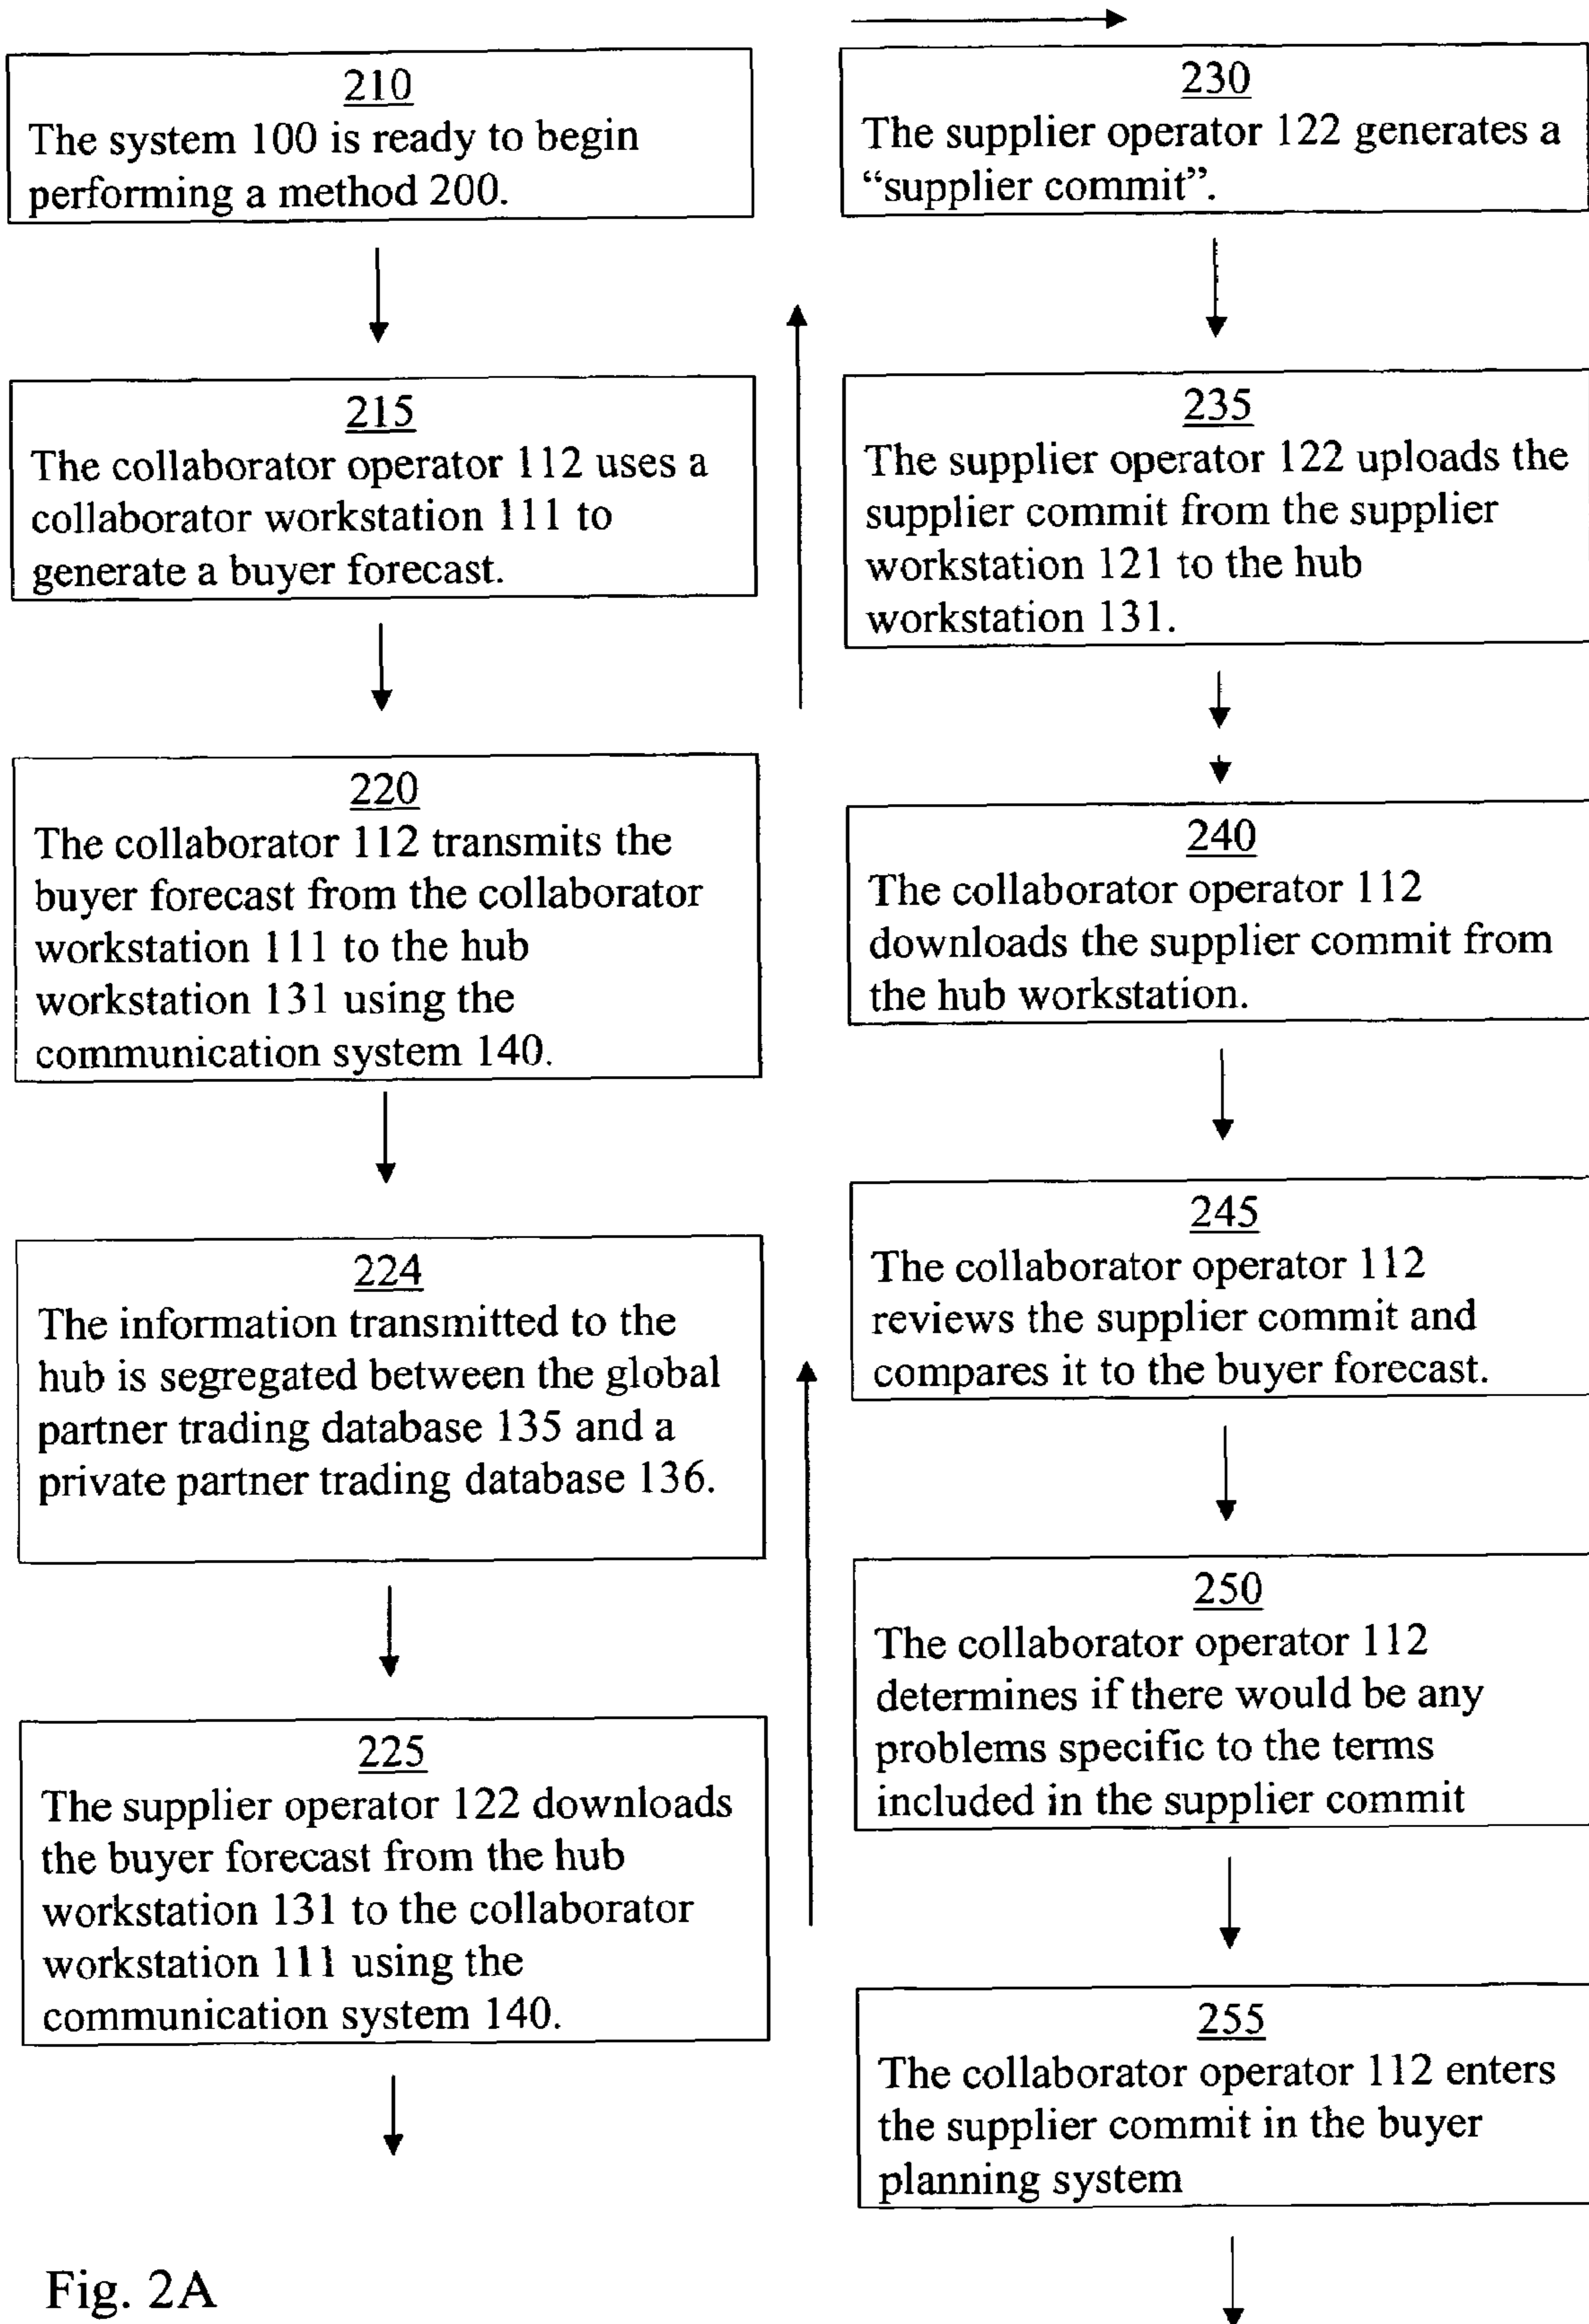 210
The system 100 is ready to begin
performing a method 200.
215
The collaborator operator 112 uses a
collaborator workstation 111 to
generate a buyer forecast.
220
The collaborator 112 transmits the
buyer forecast from the collaborator
workstation 111 to the hub
workstation 131 using the
communication system 140.
224
The information transmitted to the
hub is segregated between the global
partner trading database 135 and a
private partner trading database 136.
225
The supplier operator 122 downloads
the buyer forecast from the hub
workstation 131 to the collaborator
workstation 111 using the
communication system 140.
230
The supplier operator 122 generates a
“supplier commit”.
235
The supplier operator 122 uploads the
supplier commit from the supplier
workstation 121 to the hub
workstation 131.
240
The collaborator operator 112
downloads the supplier commit from
the hub workstation.
245
The collaborator operator 112
reviews the supplier commit and
compares it to the buyer forecast.
250
The collaborator operator 112
determines if there would be any
problems specific to the terms
included in the supplier commit
255
The collaborator operator 112 enters
the supplier commit in the buyer
planning system
Fig. 2A